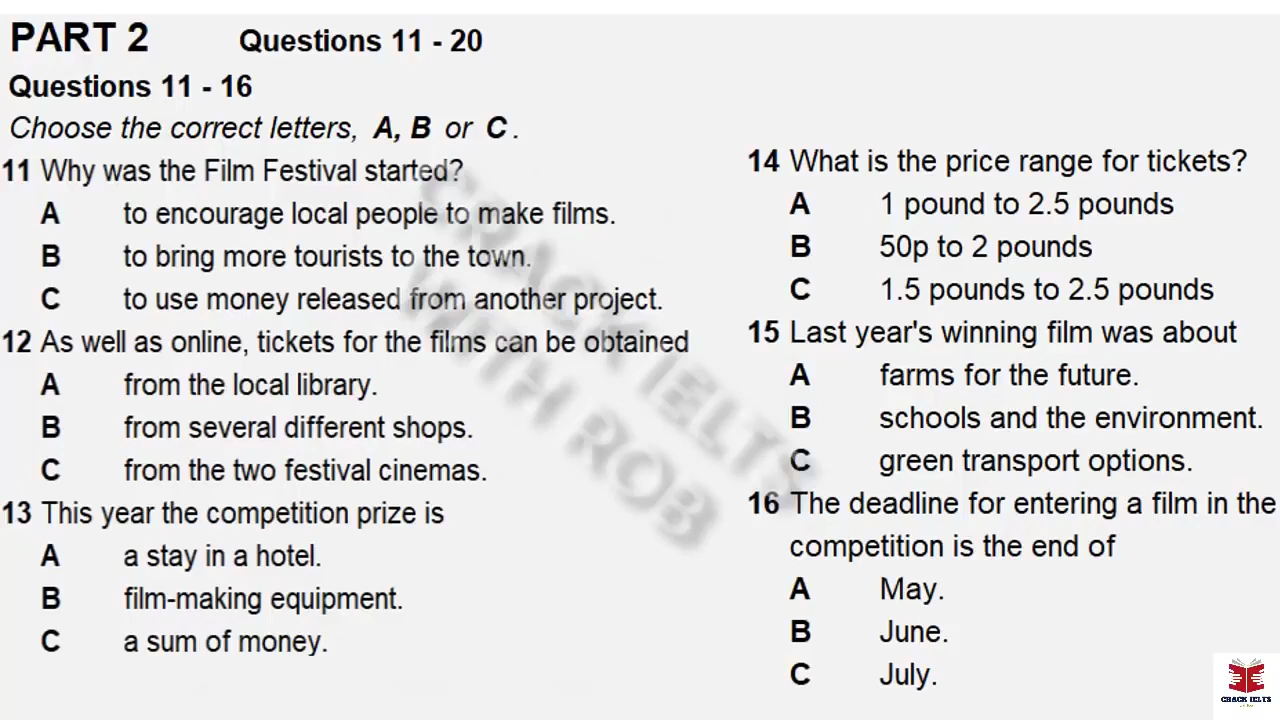 PART 2 Questions 11 - 20
Questions 11 - 16
Choose the correct letters, A, B or C.
11 Why was the Film Festival started?
A to encourage local people to make films.
B to bring more tourists to the town.
C to use money released from another project.
12 As well as online, tickets for the films can be obtained
A from the local library.
B from several different shops.
C from the two festival cinemas.
13 This year the competition prize is
A a stay in a hotel.
B film-making equipment.
C a sum of money.
14 What is the price range for tickets?
A 1 pound to 2.5 pounds
B 50p to 2 pounds
C 1.5 pounds to 2.5 pounds
15 Last year's winning film was about
A farms for the future.
B schools and the environment.
C green transport options.
16 The deadline for entering a film in the
competition is the end of
A May.
B June.
C July.
CRACK IELTS
WITH ROB
CRACK IELTS